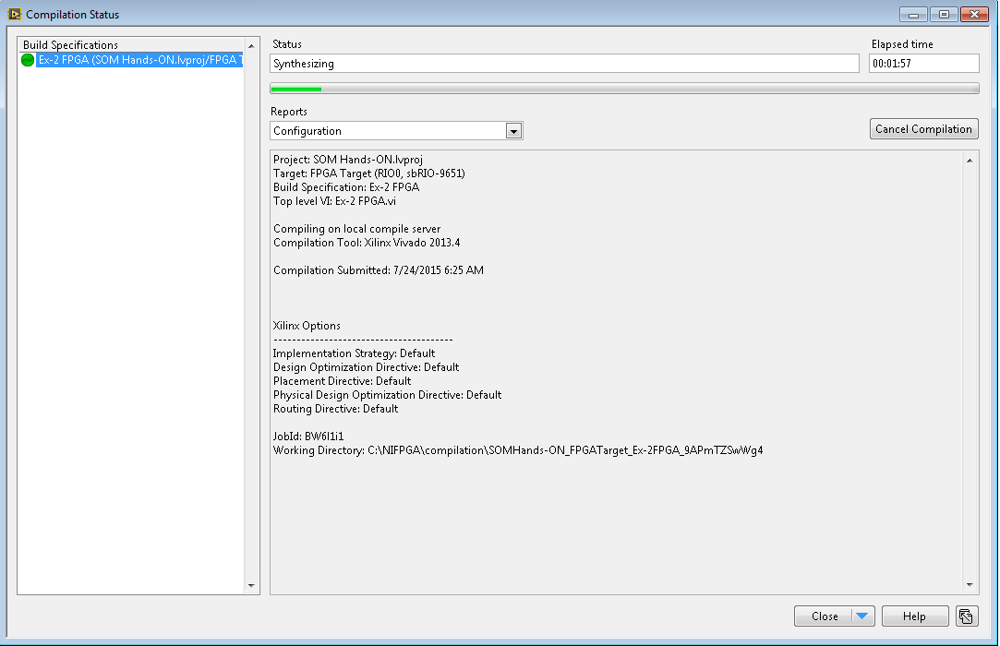 Compilation Status
Build Specifications
Ex-2 FPGA (SOM Hands-ON.lvproj/FPGA T
Status
Synthesizing
Elapsed time
00:01:57
Reports
Configuration
Cancel Compilation
Project: SOM Hands-ON.lvproj
Target: FPGA Target (RIO0, sbRIO-9651)
Build Specification: Ex-2 FPGA
Top level VI: Ex-2 FPGA.vi
Compiling on local compile server
Compilation Tool: Xilinx Vivado 2013.4
Compilation Submitted: 7/24/2015 6:25 AM
Xilinx Options
---------------------------------------
Implementation Strategy: Default
Design Optimization Directive: Default
Placement Directive: Default
Physical Design Optimization Directive: Default
Routing Directive: Default
JobId: BW6l1i1
Working Directory: C:\NIFPGA\compilation\SOMHands-ON_FPGATarget_Ex-2FPGA_9APmTZSwWg4
Close
Help